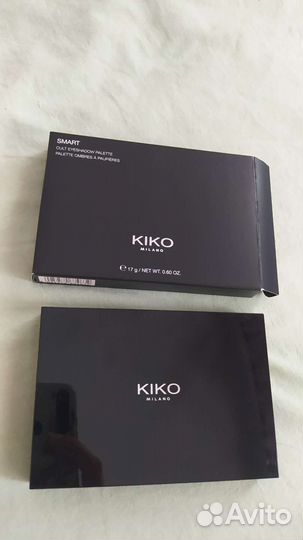 SMART
CULT EYESHADOW PALETTE
PALETTE OMBRES À PAUPIÈRES
KIKO
MILANO
℮ 17 g / NET WT. 0.60 OZ.
KIKO
MILANO
Avito